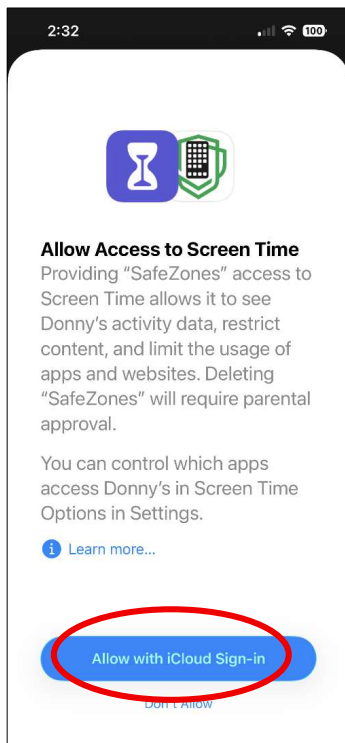 2:32
100
Allow Access to Screen Time
Providing “SafeZones” access to
Screen Time allows it to see
Donny’s activity data, restrict
content, and limit the usage of
apps and websites. Deleting
“SafeZones” will require parental
approval.
You can control which apps
access Donny’s in Screen Time
Options in Settings.
Learn more...
Allow with iCloud Sign-in
Don’t Allow